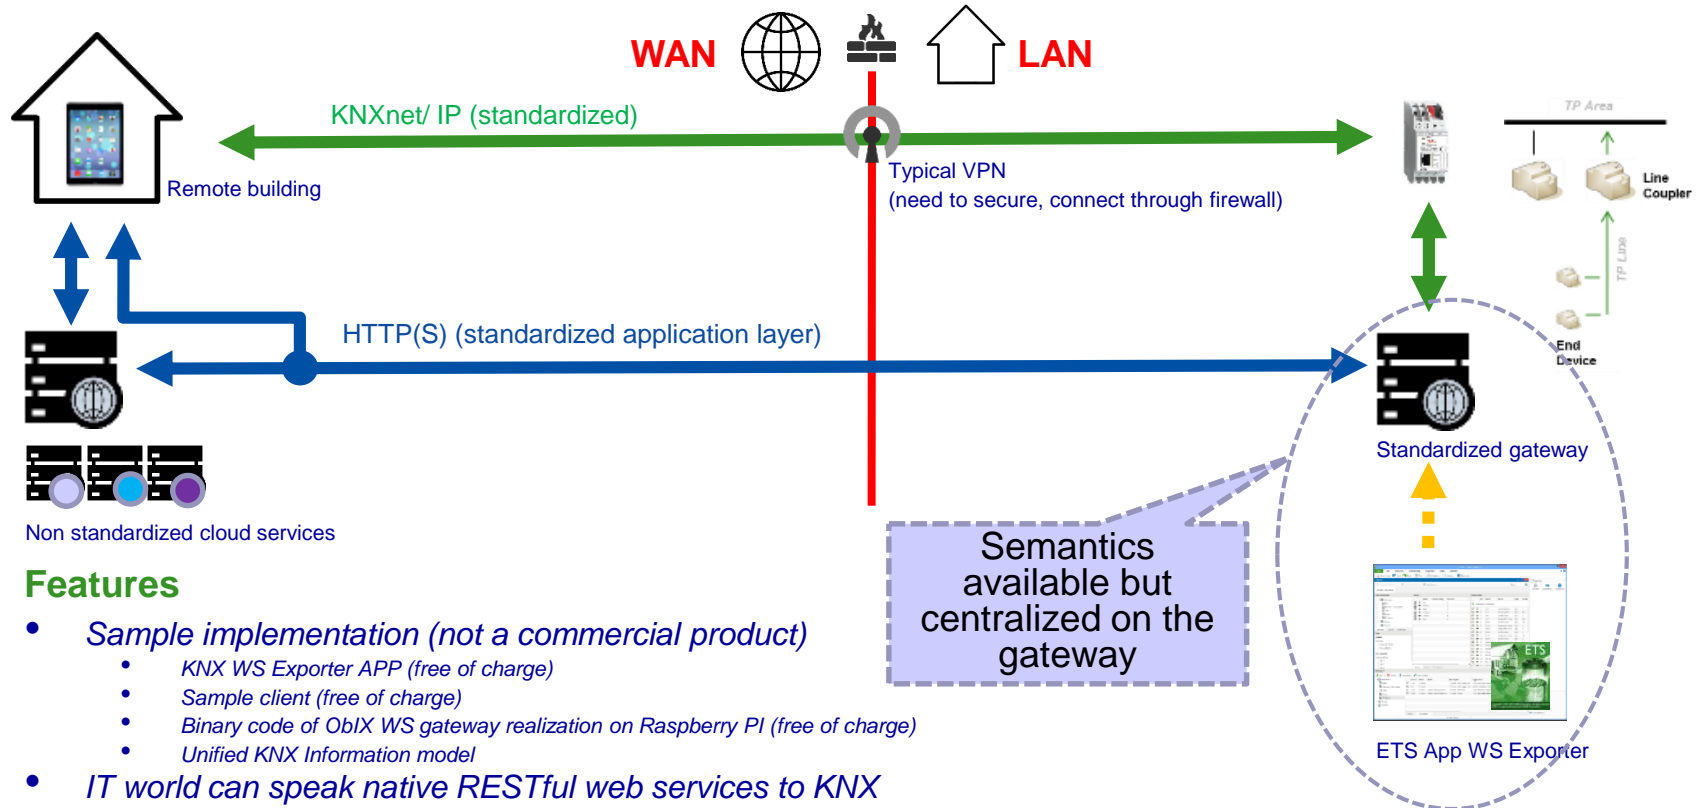 WAN
LAN
KNXnet/ IP (standardized)
TP Area
Remote building
Typical VPN
(need to secure, connect through firewall)
Line
Coupler
TP Line
HTTP(S) (standardized application layer)
End
Device
Standardized gateway
Non standardized cloud services
Semantics
available but
centralized on the
gateway
ETS
ETS App WS Exporter
Features
• Sample implementation (not a commercial product)
• KNX WS Exporter APP (free of charge)
• Sample client (free of charge)
• Binary code of ObIX WS gateway realization on Raspberry PI (free of charge)
• Unified KNX Information model
• IT world can speak native RESTful web services to KNX